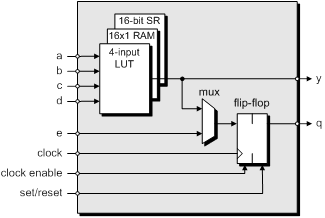 16-bit SR
16x1 RAM
4-input
LUT
a
b
c
d
y
mux
flip-flop
e
q
clock
clock enable
set/reset